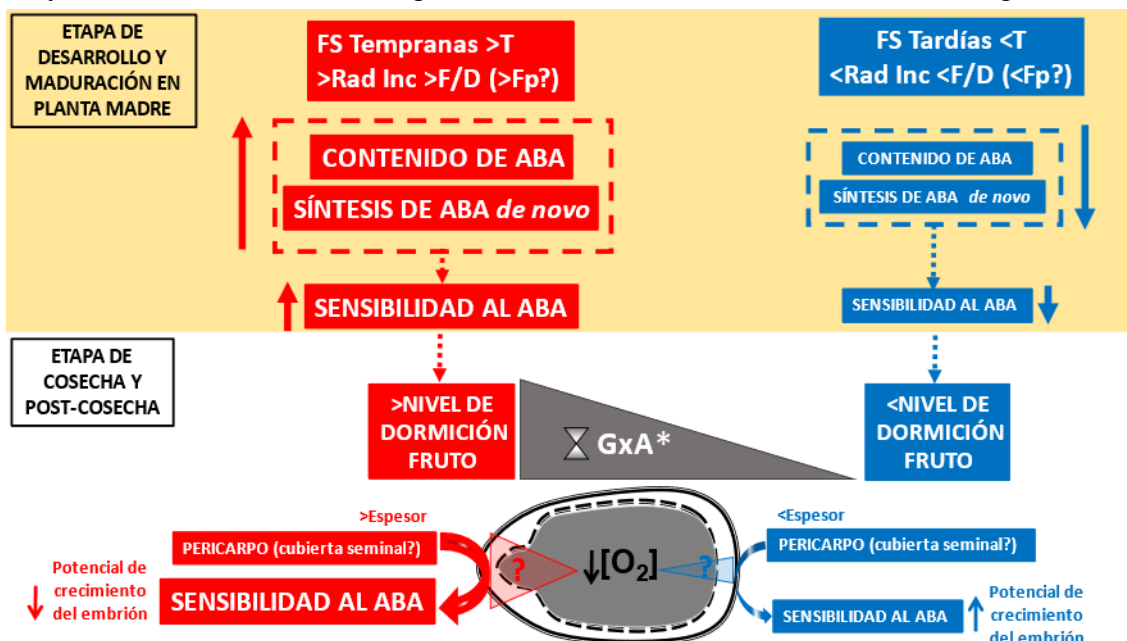 ETAPA DE
DESARROLLO Y
MADURACIÓN EN
PLANTA MADRE
FS Tempranas >T
>Rad Inc >F/D (>Fp?)
FS Tardías <T
<Rad Inc <F/D (<Fp?)
CONTENIDO DE ABA
SÍNTESIS DE ABA de novo
CONTENIDO DE ABA
SÍNTESIS DE ABA de novo
SENSIBILIDAD AL ABA
SENSIBILIDAD AL ABA
ETAPA DE
COSECHA Y
POST-COSECHA
>NIVEL DE
DORMICIÓN
FRUTO
GxA*
<NIVEL DE
DORMICIÓN
FRUTO
>Espesor
PERICARPO (cubierta seminal?)
<Espesor
PERICARPO (cubierta seminal?)
?
↓[O₂]
?
Potencial de
crecimiento
del embrión
SENSIBILIDAD AL ABA
SENSIBILIDAD AL ABA
Potencial de
crecimiento
del embrión